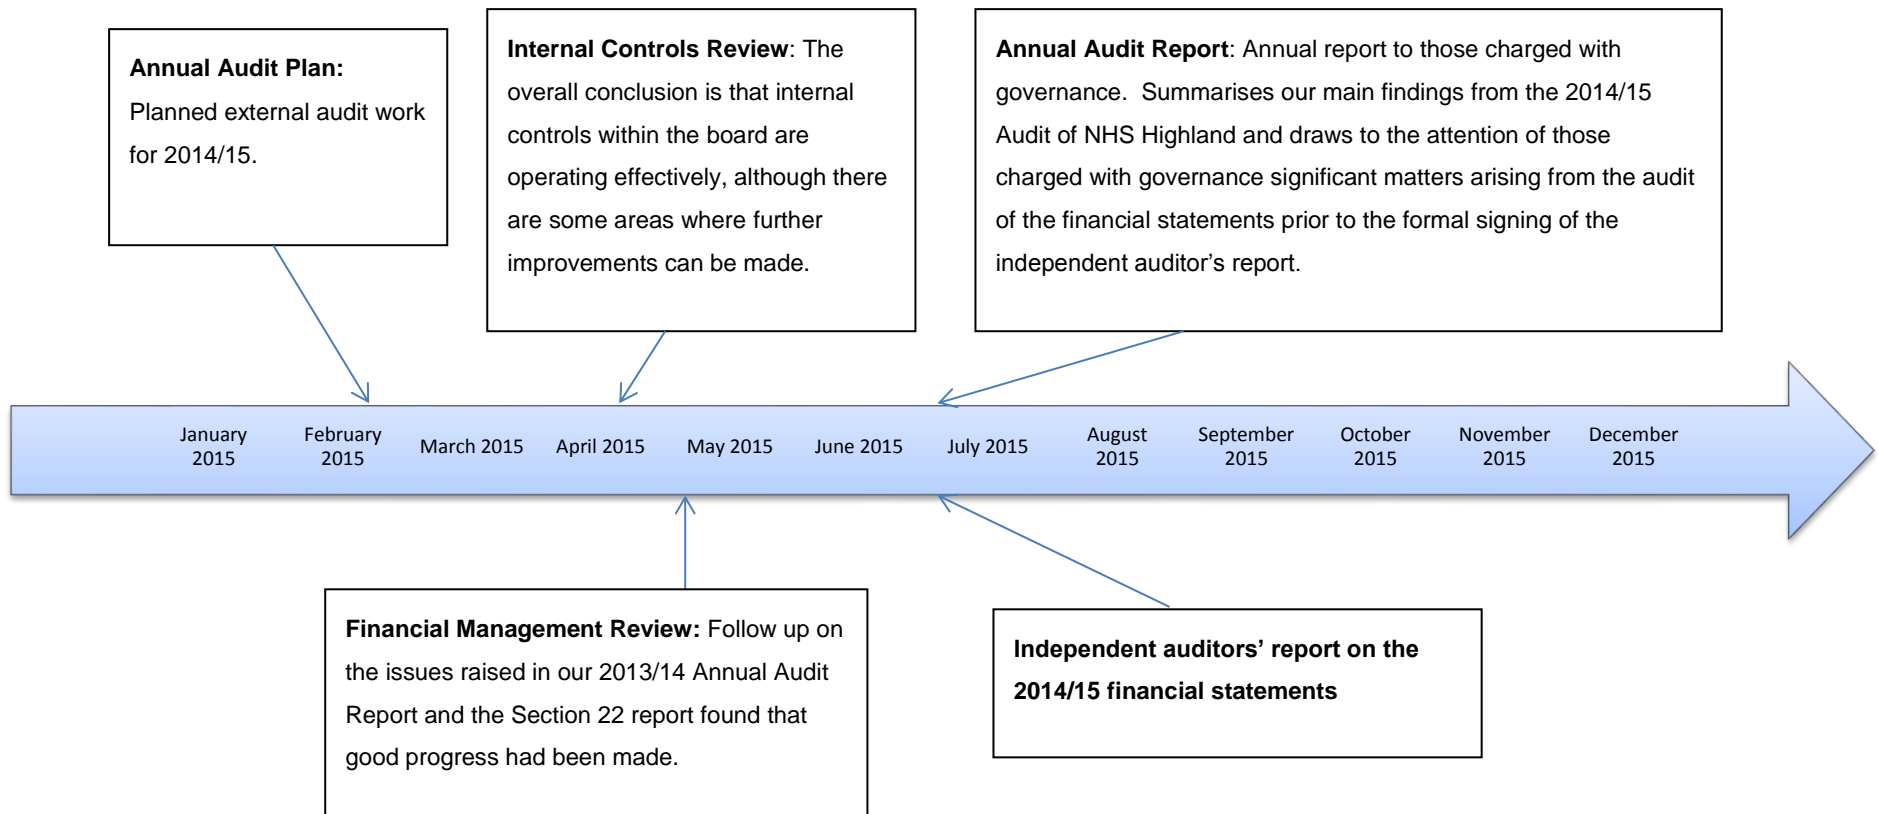 Annual Audit Plan:
Planned external audit work
for 2014/15.
Internal Controls Review: The
overall conclusion is that internal
controls within the board are
operating effectively, although there
are some areas where further
improvements can be made.
Annual Audit Report: Annual report to those charged with
governance.  Summarises our main findings from the 2014/15
Audit of NHS Highland and draws to the attention of those
charged with governance significant matters arising from the audit
of the financial statements prior to the formal signing of the
independent auditor’s report.
January
2015
February
2015
March 2015
April 2015
May 2015
June 2015
July 2015
August
2015
September
2015
October
2015
November
2015
December
2015
Financial Management Review: Follow up on
the issues raised in our 2013/14 Annual Audit
Report and the Section 22 report found that
good progress had been made.
Independent auditors’ report on the
2014/15 financial statements